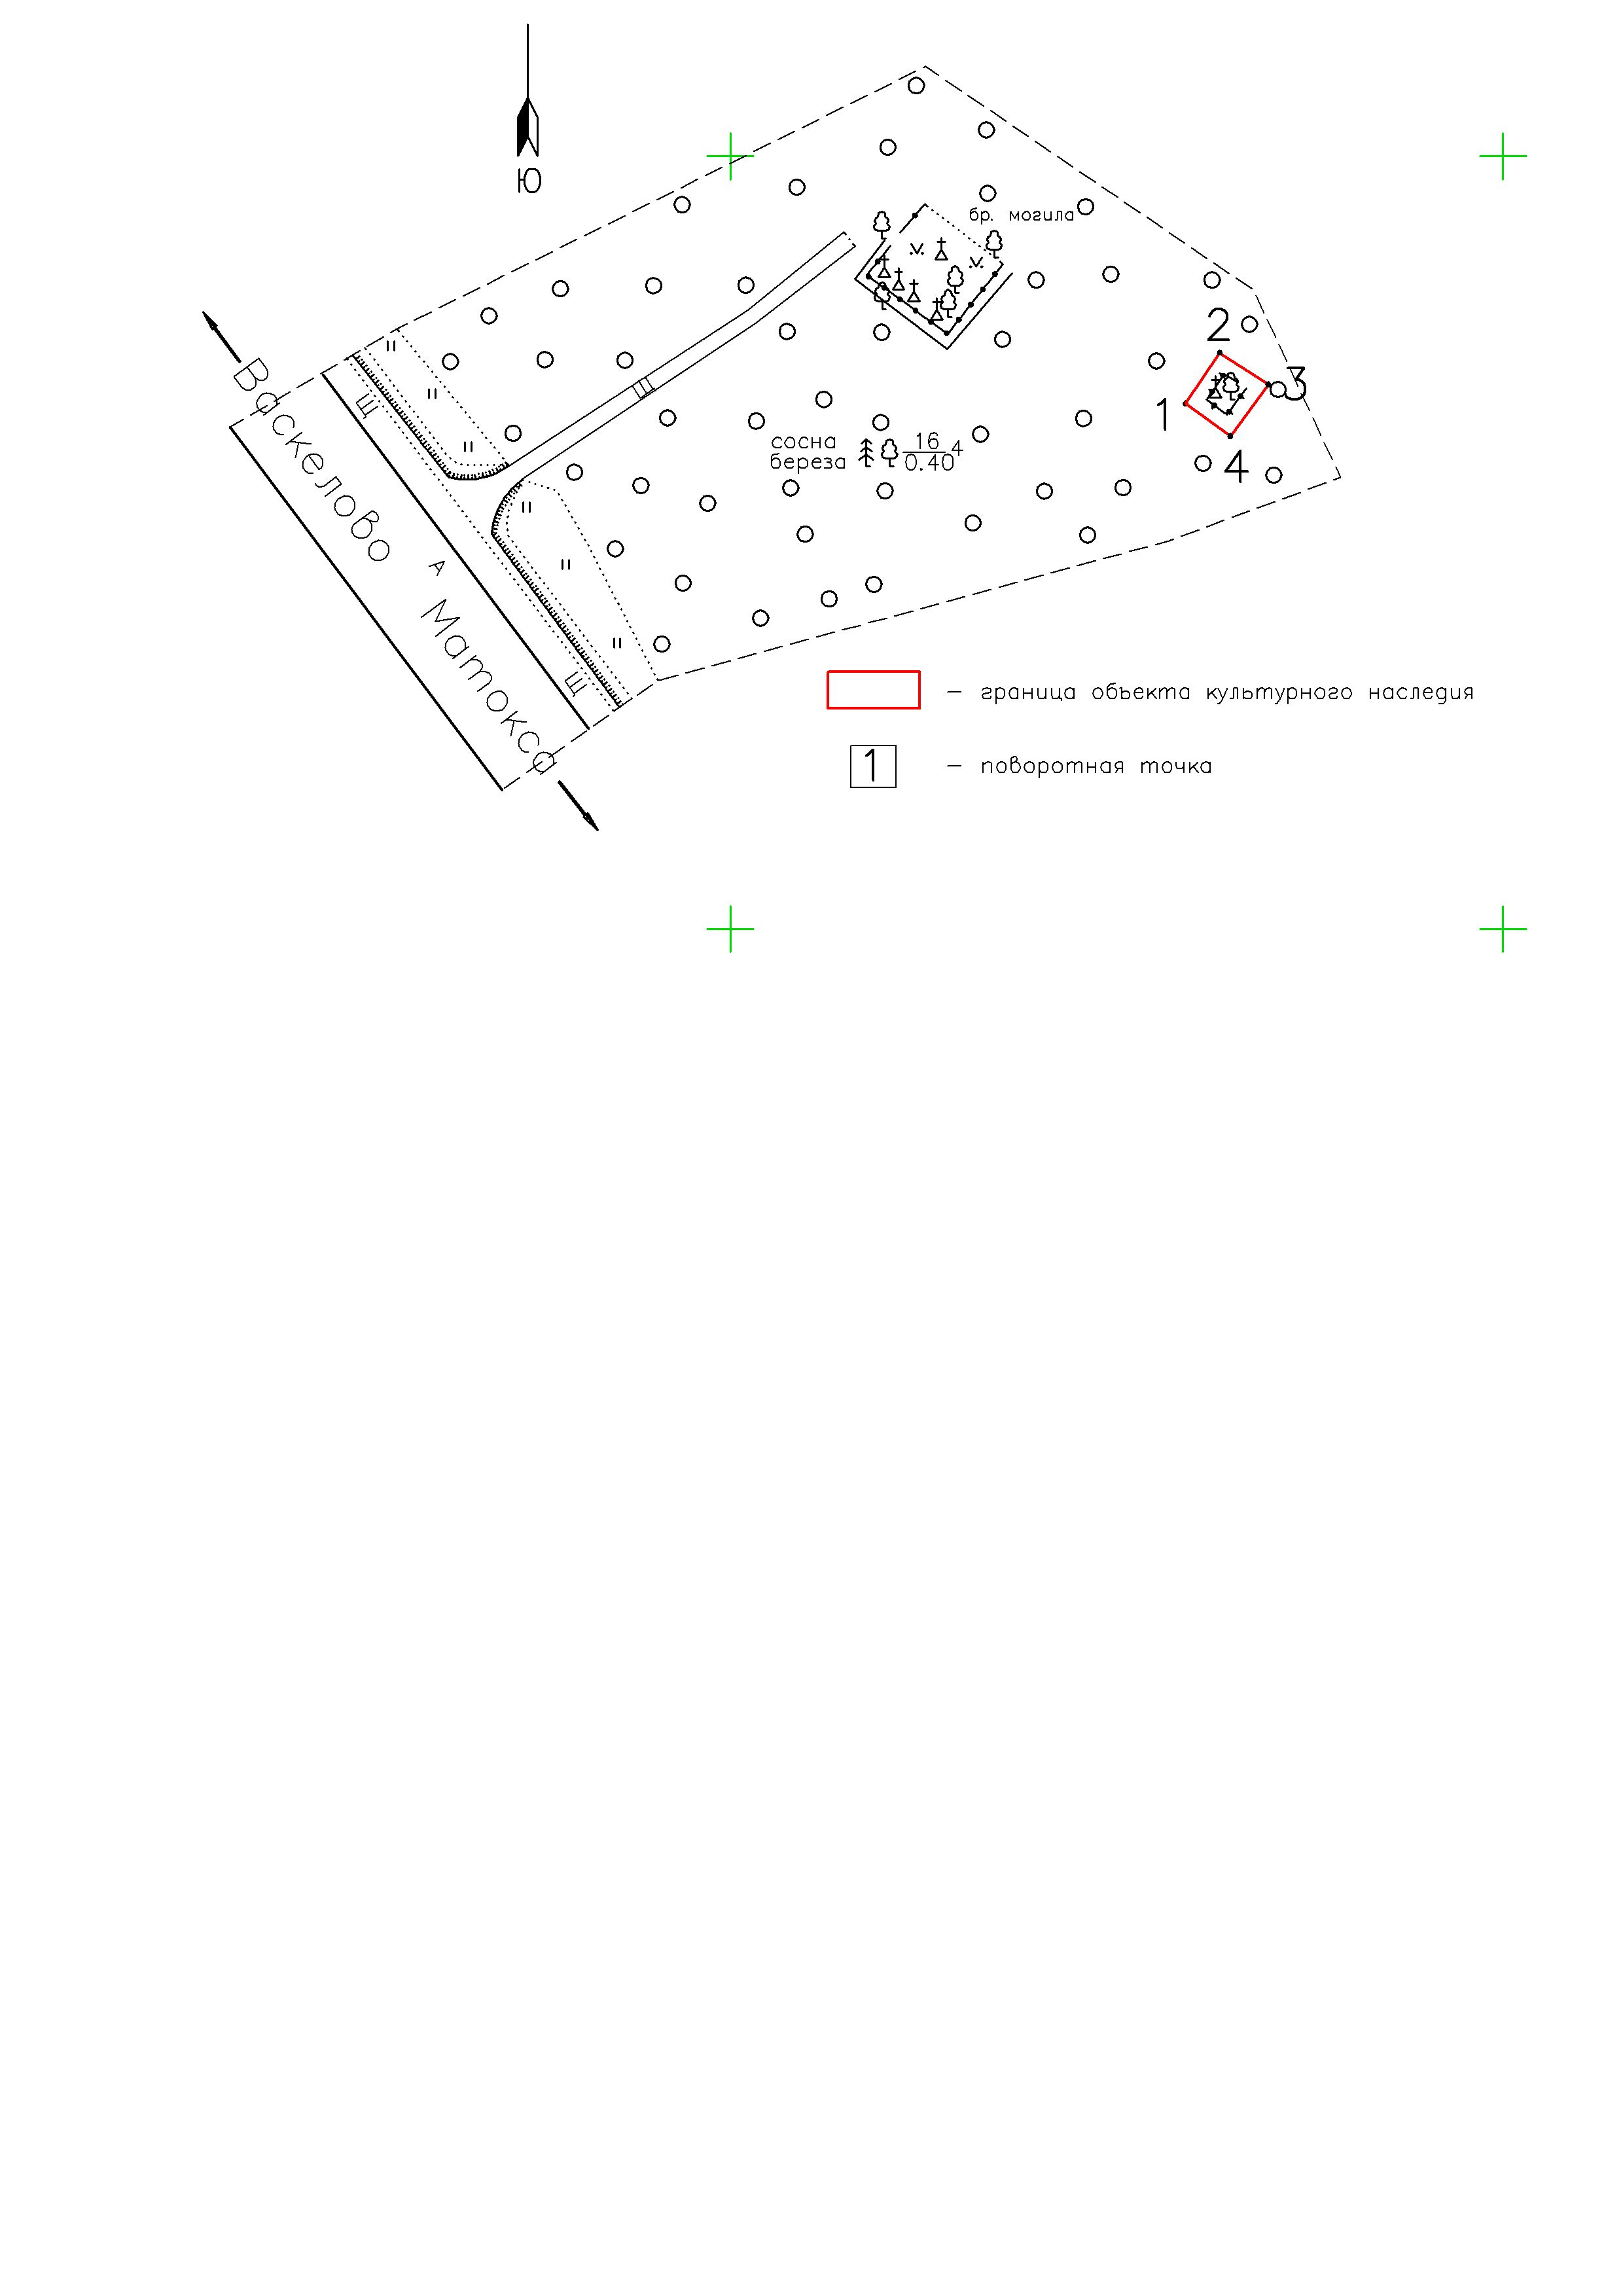 Ю
бр. могила
2
3
1
4
Васкелово
Щ
сосна
береза
16
0.40
4
А
Матокса
Щ
– граница объекта культурного наследия
1 – поворотная точка